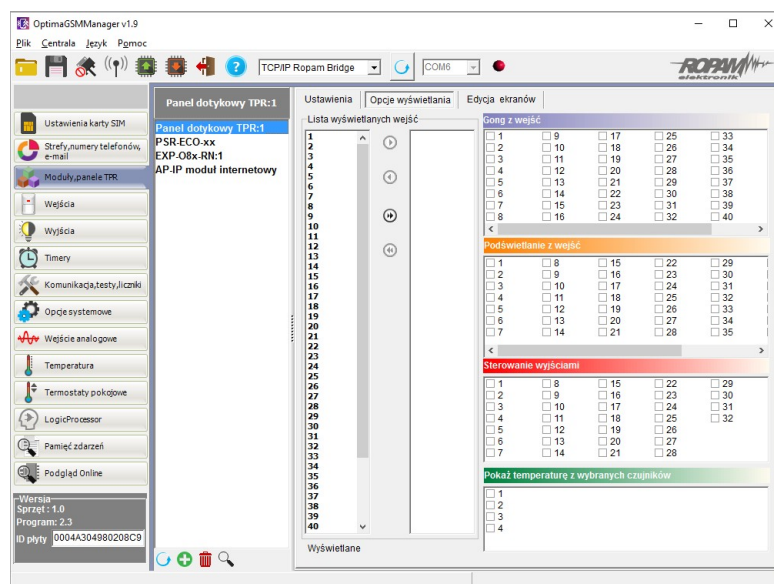 OptimaGSMManager v1.9
Plik Centrala Język Pomoc
TCP/IP Ropam Bridge
COM6
ROPAM
elektronik
Ustawienia karty SIM
Strefy,numery telefonów,
e-mail
Moduły,panele TPR
Wejścia
Wyjścia
Timery
Komunikacja,testy,liczniki
Opcje systemowe
Wejście analogowe
Temperatura
Termostaty pokojowe
LogicProcessor
Pamięć zdarzeń
Podgląd Online
Wersja
Sprzęt : 1.0
Program: 2.3
ID płyty 0004A304980208C9
Panel dotykowy TPR:1
Panel dotykowy TPR:1
PSR-ECO-xx
EXP-O8x-RN:1
AP-IP moduł internetowy
Ustawienia Opcje wyświetlania Edycja ekranów
Lista wyświetlanych wejść
1
2
3
4
5
6
7
8
9
10
11
12
13
14
15
16
17
18
19
20
21
22
23
24
25
26
27
28
29
30
31
32
33
34
35
36
37
38
39
40
Wyświetlane
Gong z wejść
1 9 17 25 33
2 10 18 26 34
3 11 19 27 35
4 12 20 28 36
5 13 21 29 37
6 14 22 30 38
7 15 23 31 39
8 16 24 32 40
Podświetlanie z wejść
1 8 15 22 29
2 9 16 23 30
3 10 17 24 31
4 11 18 25 32
5 12 19 26 33
6 13 20 27 34
7 14 21 28 35
Sterowanie wyjściami
1 8 15 22 29
2 9 16 23 30
3 10 17 24 31
4 11 18 25 32
5 12 19 26
6 13 20 27
7 14 21 28
Pokaż temperaturę z wybranych czujników
1
2
3
4